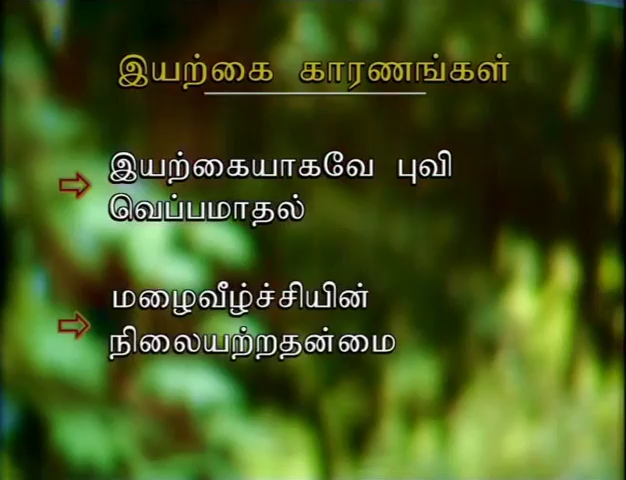 இயற்கை காரணங்கள்
இயற்கையாகவே புவி
வெப்பமாதல்
மழைவீழ்ச்சியின்
நிலையற்றதன்மை